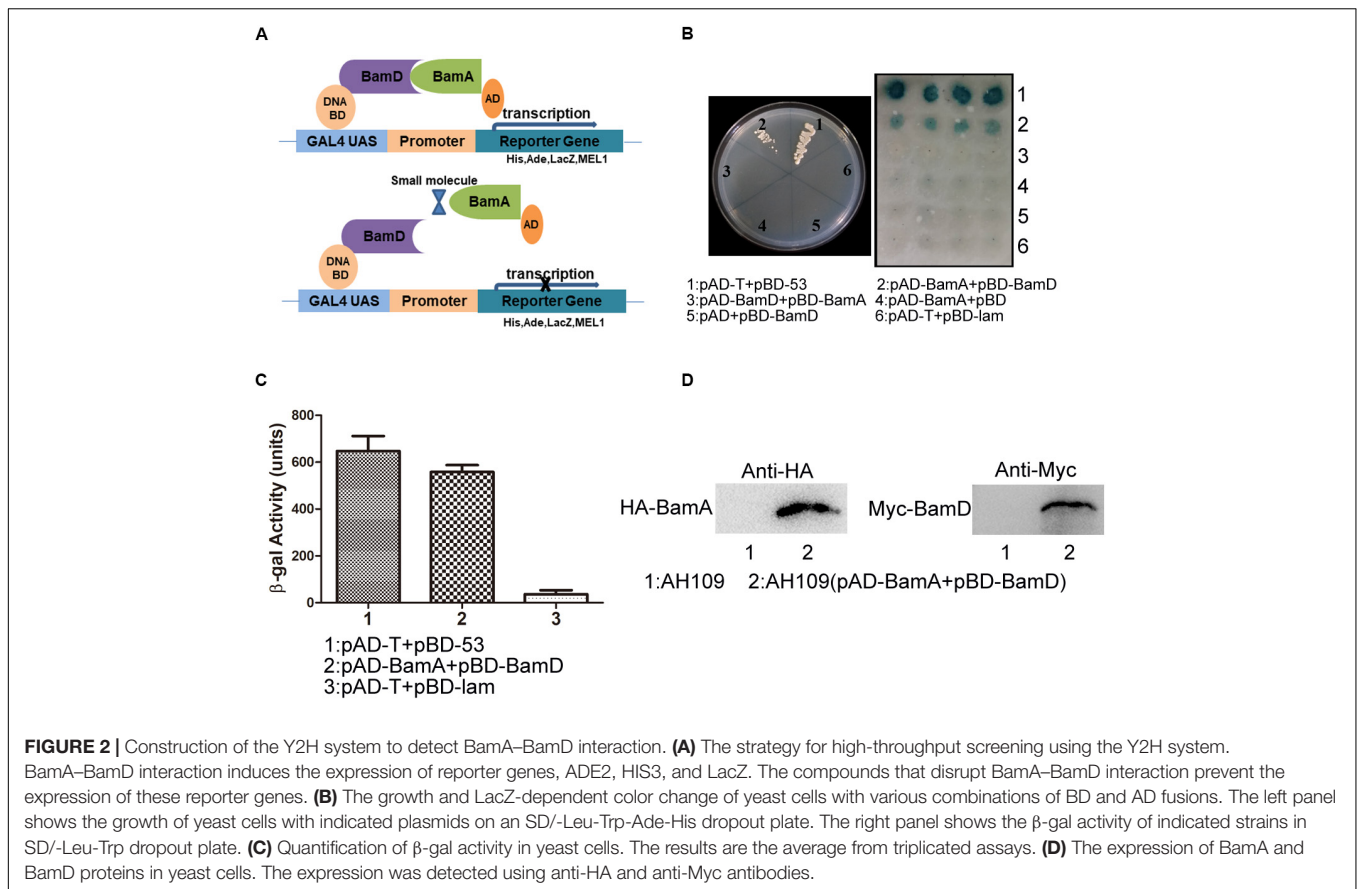 A
BamD BamA
DNA BD
AD
transcription
GAL4 UAS Promoter Reporter Gene
His,Ade,LacZ,MEL1
Small molecule
BamA
AD
BamD
DNA BD
transcription
X
GAL4 UAS Promoter Reporter Gene
His,Ade,LacZ,MEL1
B
2 1
3 6
4 5
1
2
3
4
5
6
1:pAD-T+pBD-53 2:pAD-BamA+pBD-BamD
3:pAD-BamD+pBD-BamA 4:pAD-BamA+pBD
5:pAD+pBD-BamD 6:pAD-T+pBD-lam
C
β-gal Activity (units)
800
600
400
200
0
1 2 3
1:pAD-T+pBD-53
2:pAD-BamA+pBD-BamD
3:pAD-T+pBD-lam
D
Anti-HA Anti-Myc
HA-BamA Myc-BamD
1 2 1 2
1:AH109 2:AH109(pAD-BamA+pBD-BamD)
FIGURE 2 | Construction of the Y2H system to detect BamA–BamD interaction. (A) The strategy for high-throughput screening using the Y2H system.
BamA–BamD interaction induces the expression of reporter genes, ADE2, HIS3, and LacZ. The compounds that disrupt BamA–BamD interaction prevent the
expression of these reporter genes. (B) The growth and LacZ-dependent color change of yeast cells with various combinations of BD and AD fusions. The left panel
shows the growth of yeast cells with indicated plasmids on an SD/-Leu-Trp-Ade-His dropout plate. The right panel shows the β-gal activity of indicated strains in
SD/-Leu-Trp dropout plate. (C) Quantification of β-gal activity in yeast cells. The results are the average from triplicated assays. (D) The expression of BamA and
BamD proteins in yeast cells. The expression was detected using anti-HA and anti-Myc antibodies.